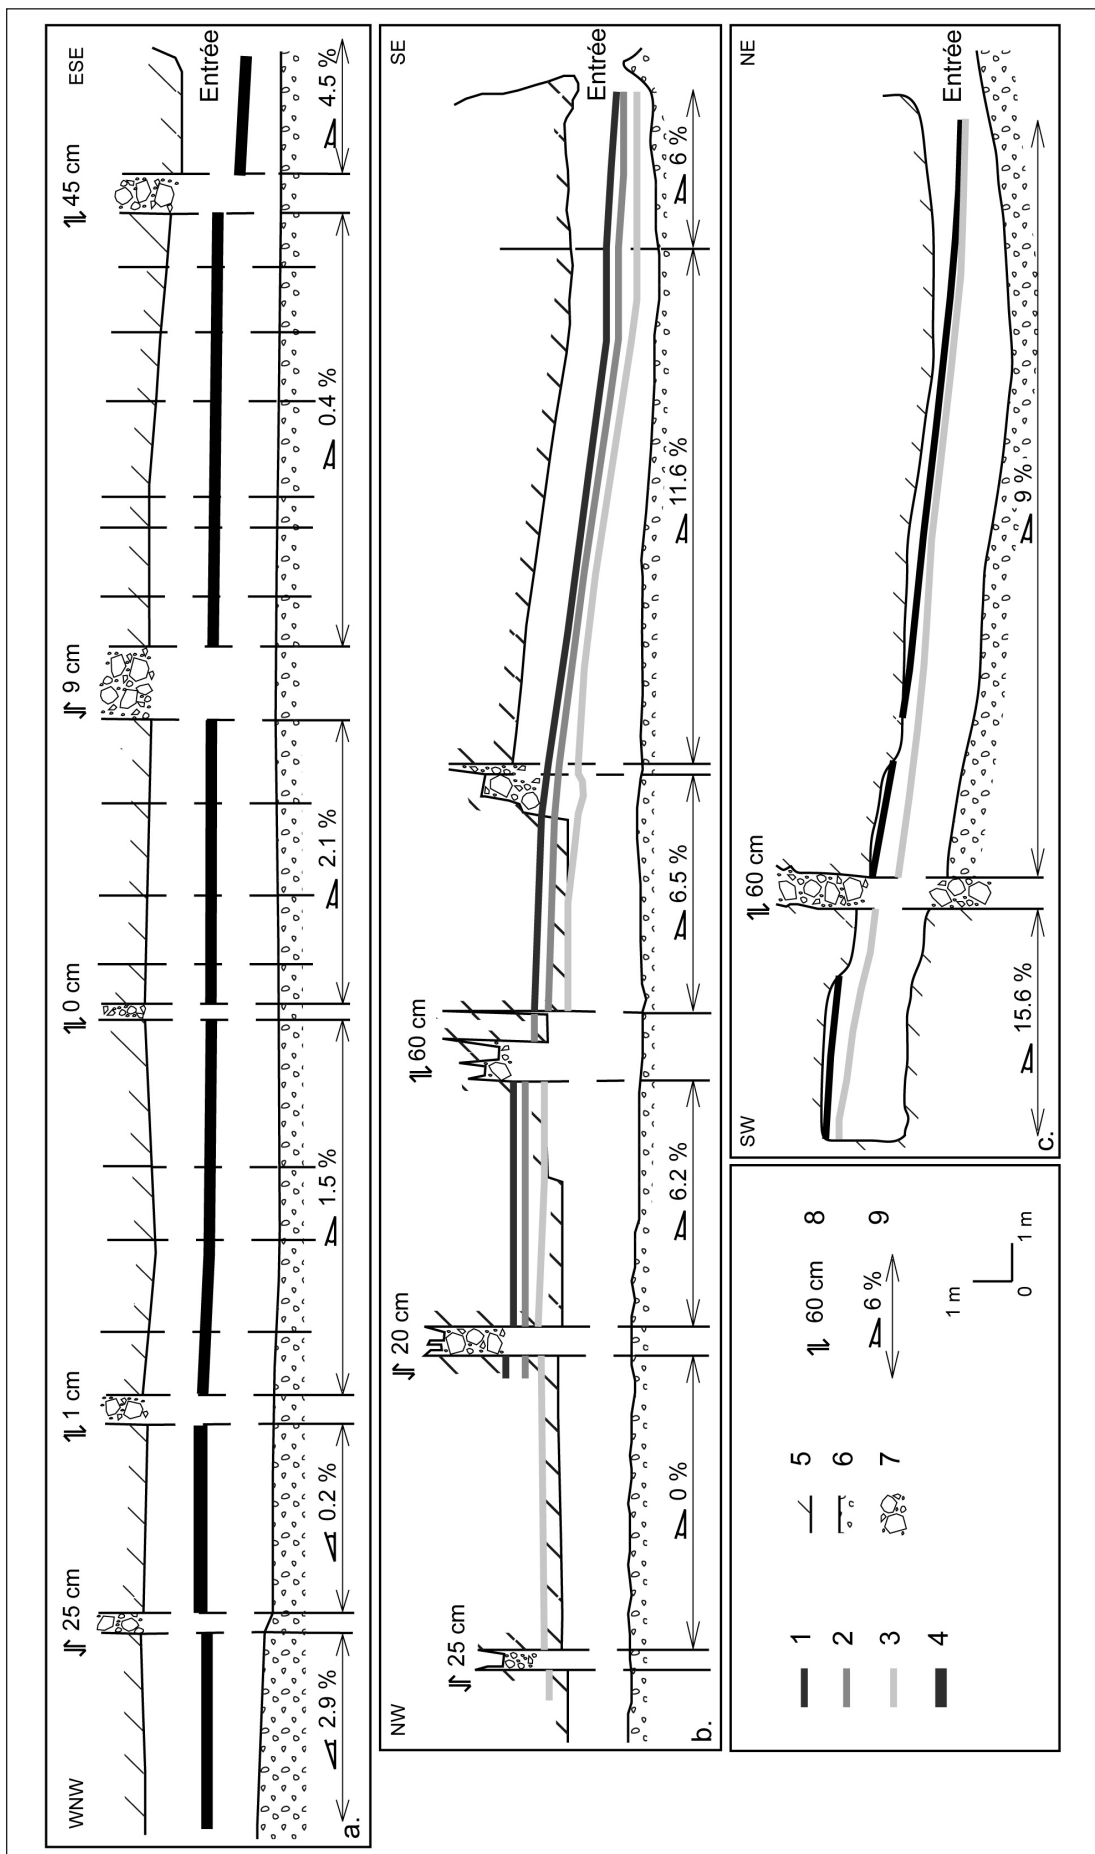 WNW
ESE
25 cm
1 cm
0 cm
9 cm
45 cm
Entrée
2.9 %
0.2 %
1.5 %
2.1 %
0.4 %
4.5 %
a.
NW
SE
25 cm
20 cm
60 cm
Entrée
0 %
6.2 %
6.5 %
11.6 %
6 %
b.
1
2
3
4
5
6
7
60 cm 8
6 % 9
1 m
0 1 m
SW
NE
60 cm
Entrée
15.6 %
9 %
c.